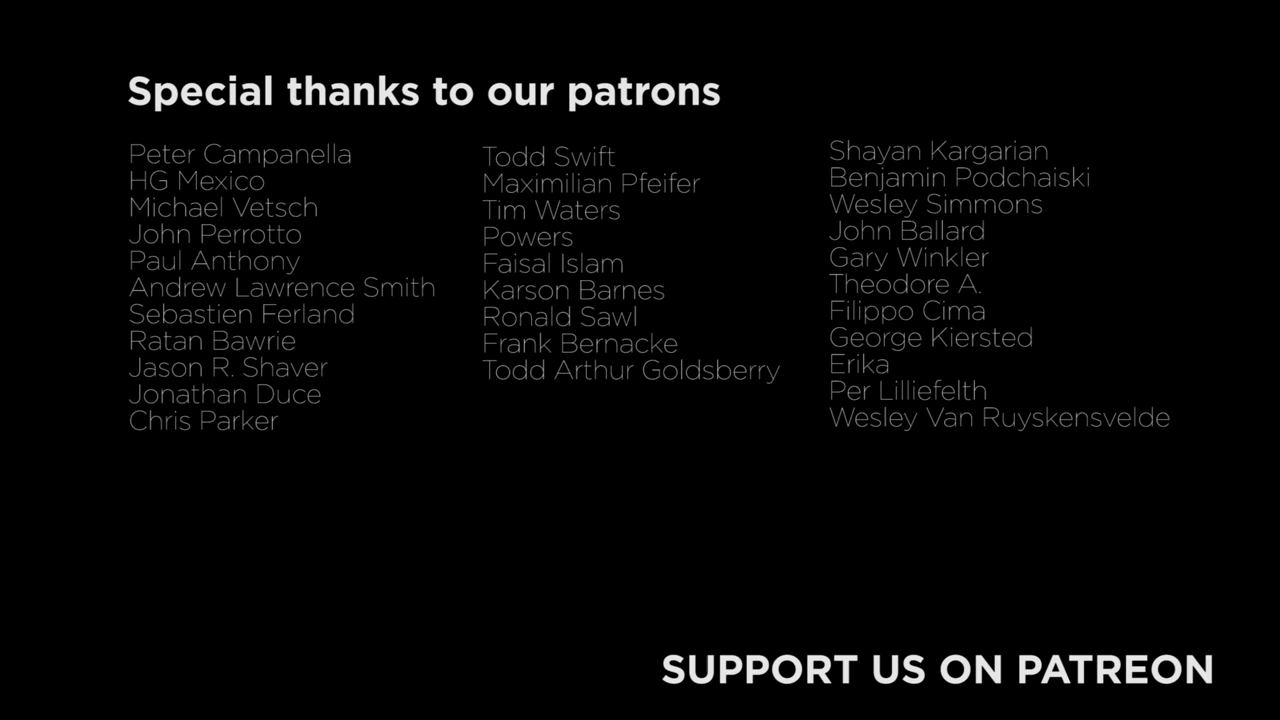 Special thanks to our patrons
Peter Campanella
HG Mexico
Michael Vetsch
John Perrotto
Paul Anthony
Andrew Lawrence Smith
Sebastien Ferland
Ratan Bawrie
Jason R. Shaver
Jonathan Duce
Chris Parker
Todd Swift
Maximilian Pfeifer
Tim Waters
Powers
Faisal Islam
Karson Barnes
Ronald Sawl
Frank Bernacke
Todd Arthur Goldsberry
Shayan Kargarian
Benjamin Podchaiski
Wesley Simmons
John Ballard
Gary Winkler
Theodore A.
Filippo Cima
George Kiersted
Erika
Per Lilliefelth
Wesley Van Ruyskensvelde
SUPPORT US ON PATREON